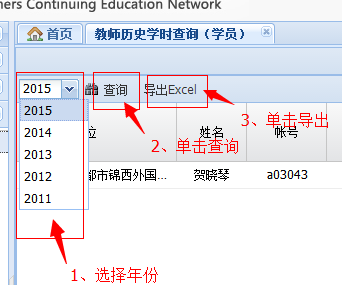 ners Continuing Education Network
首页 教师历史学时查询（学员）
2015 查询 导出Excel
2015
2014
2013
2012
2011
3、单击导出
位 姓名 帐号
2、单击查询
都市锦西外国... 贺晓琴 a03043
1、选择年份